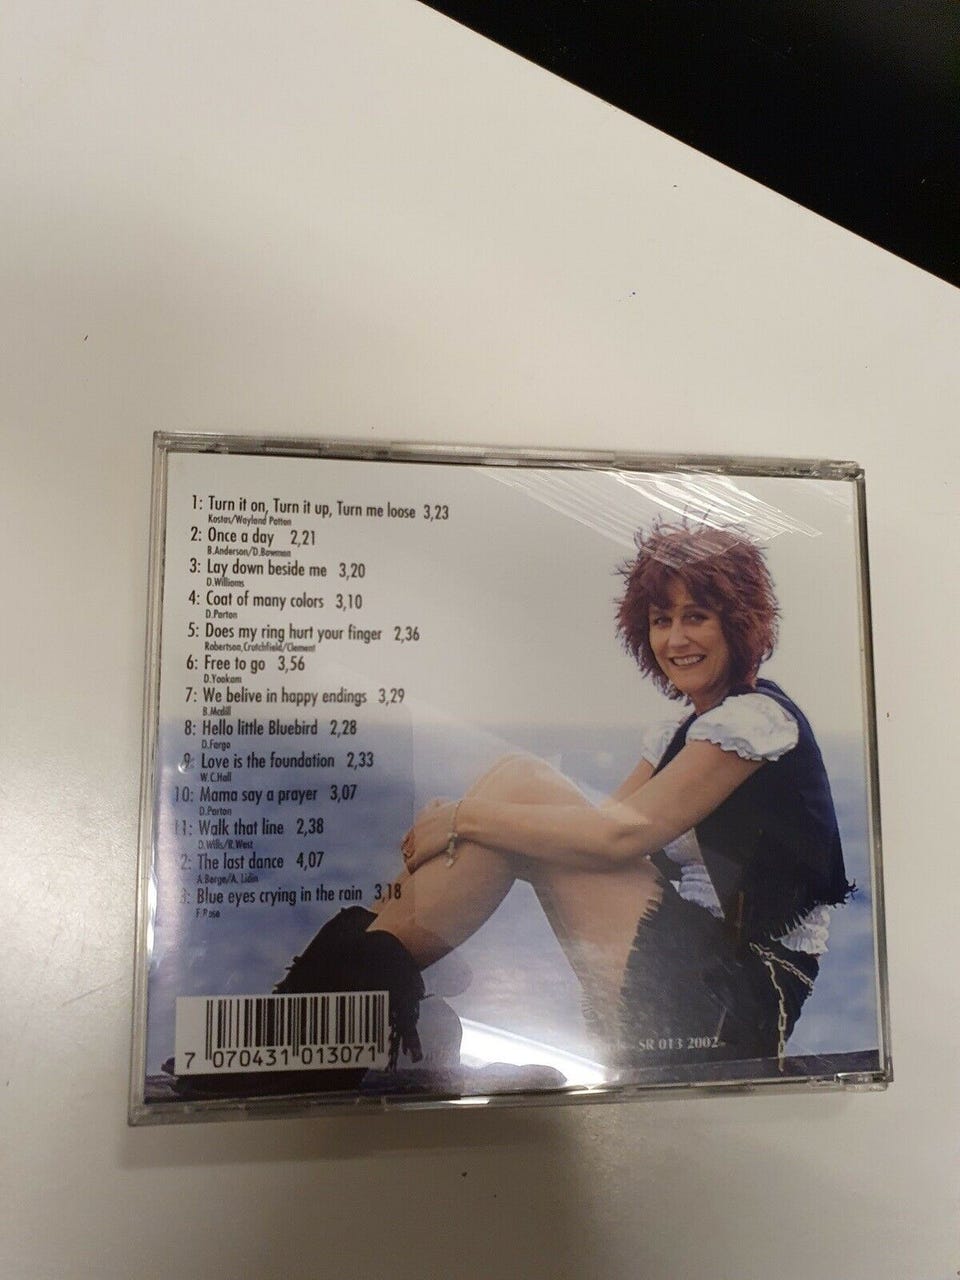 1: Turn it on, Turn it up, Turn me loose 3,23
Kostas/Wayland Patton
2: Once a day 2,21
B.Anderson/D.Bowman
3: Lay down beside me 3,20
D.Williams
4: Coat of many colors 3,10
D.Parton
5: Does my ring hurt your finger 2,36
Robertson,Crutchfield/Clement
6: Free to go 3,56
D.Yoakam
7: We belive in happy endings 3,29
B.Mcdill
8: Hello little Bluebird 2,28
D.Fargo
9: Love is the foundation 2,33
W.C.Hall
10: Mama say a prayer 3,07
D.Parton
11: Walk that line 2,38
D.Wills/R.West
2: The last dance 4,07
A.Berge/A. Lidin
3: Blue eyes crying in the rain 3,18
F.Rose
7 070431 013071
SR 013 2002